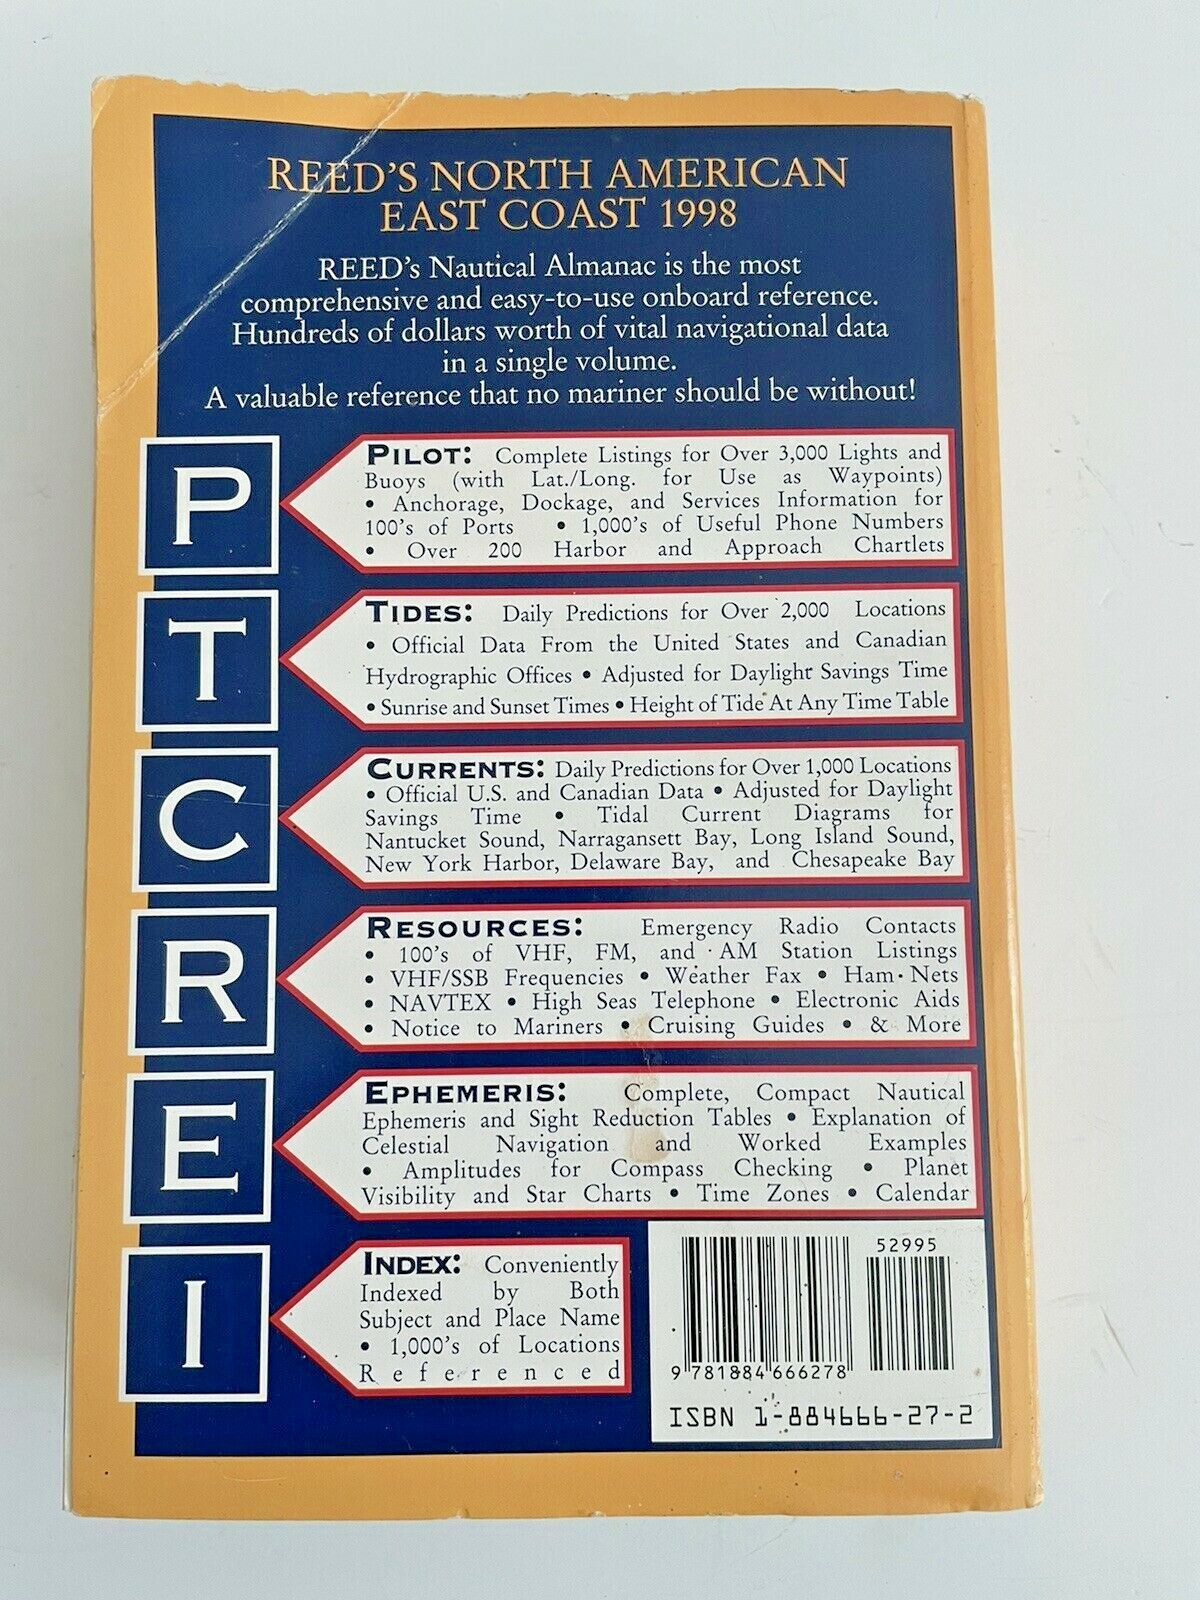 REED'S NORTH AMERICAN
EAST COAST 1998
REED's Nautical Almanac is the most
comprehensive and easy-to-use onboard reference.
Hundreds of dollars worth of vital navigational data
in a single volume.
A valuable reference that no mariner should be without!
P
PILOT: Complete Listings for Over 3,000 Lights and
Buoys (with Lat./Long. for Use as Waypoints)
• Anchorage, Dockage, and Services Information for
100's of Ports • 1,000's of Useful Phone Numbers
• Over 200 Harbor and Approach Chartlets
T
TIDES: Daily Predictions for Over 2,000 Locations
• Official Data From the United States and Canadian
Hydrographic Offices • Adjusted for Daylight Savings Time
• Sunrise and Sunset Times • Height of Tide At Any Time Table
C
CURRENTS: Daily Predictions for Over 1,000 Locations
• Official U.S. and Canadian Data • Adjusted for Daylight
Savings Time • Tidal Current Diagrams for
Nantucket Sound, Narragansett Bay, Long Island Sound,
New York Harbor, Delaware Bay, and Chesapeake Bay
R
RESOURCES: Emergency Radio Contacts
• 100's of VHF, FM, and AM Station Listings
• VHF/SSB Frequencies • Weather Fax • Ham Nets
• NAVTEX • High Seas Telephone • Electronic Aids
• Notice to Mariners • Cruising Guides • & More
E
EPHEMERIS: Complete, Compact Nautical
Ephemeris and Sight Reduction Tables • Explanation of
Celestial Navigation and Worked Examples
• Amplitudes for Compass Checking • Planet
Visibility and Star Charts • Time Zones • Calendar
I
INDEX: Conveniently
Indexed by Both
Subject and Place Name
• 1,000's of Locations
Referenced
52995
9 781884 666278
ISBN 1-884666-27-2